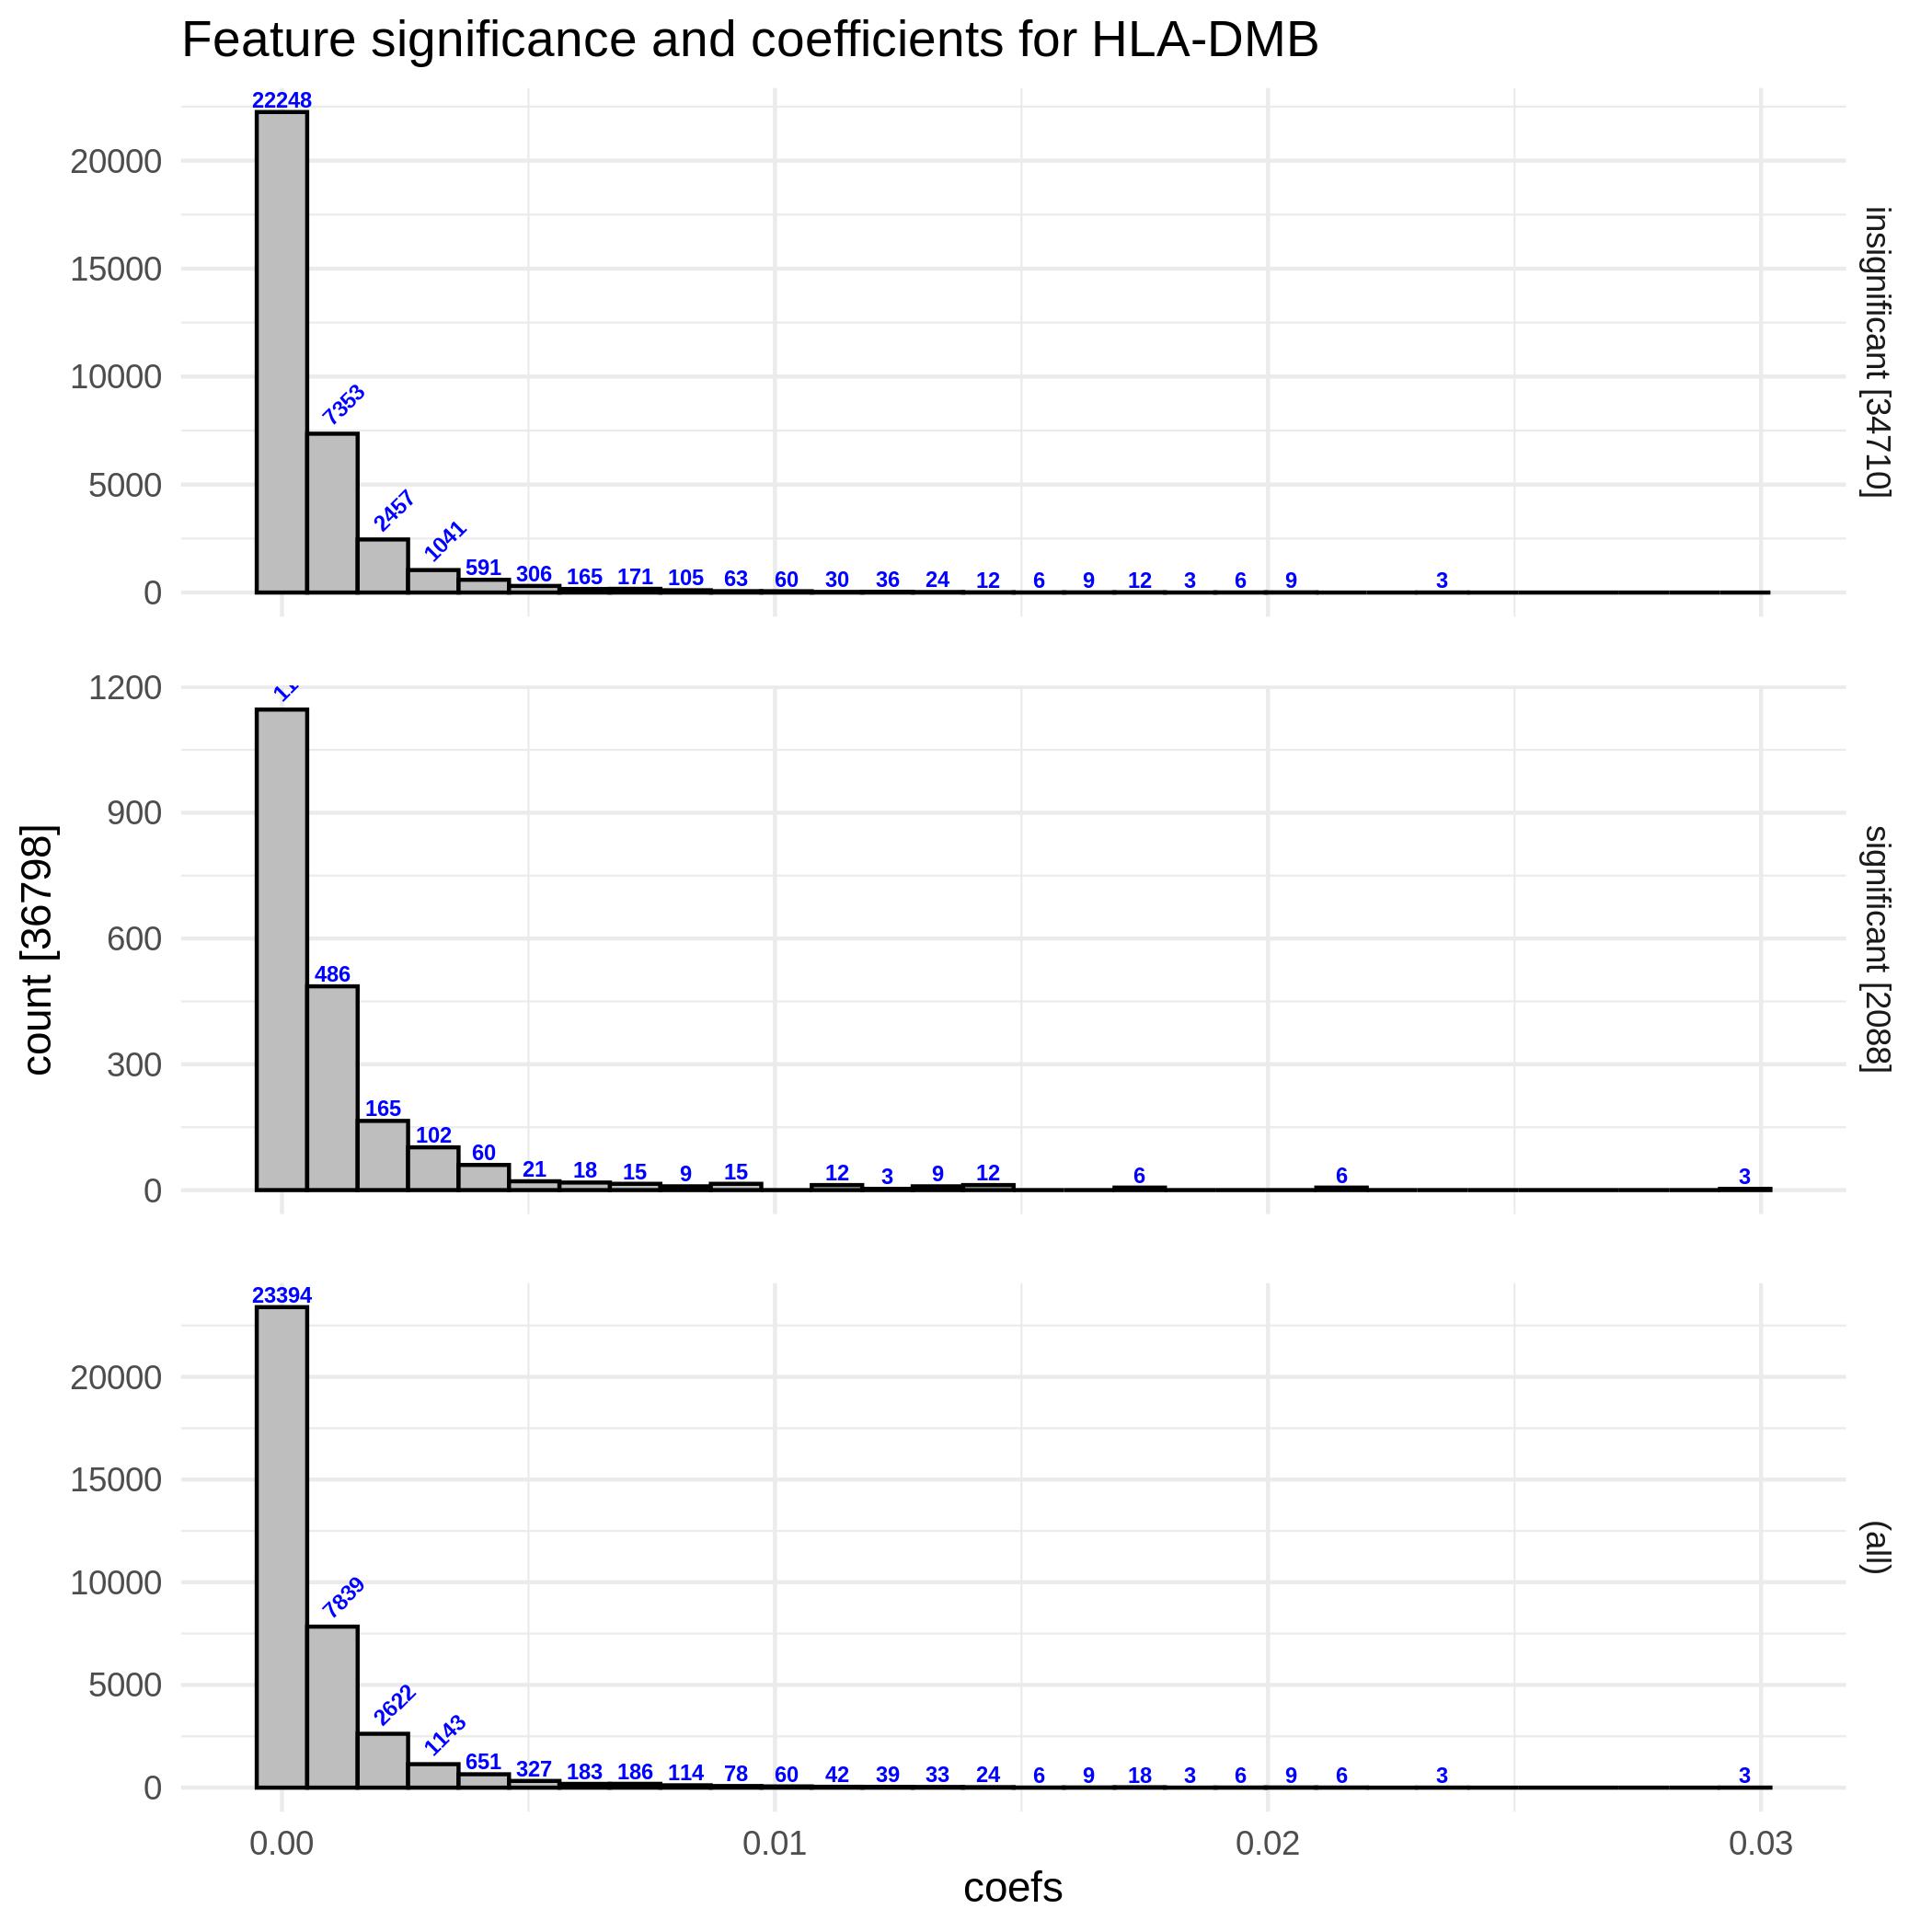 Feature significance and coefficients for HLA-DMB
22248
20000
15000
10000
5000
0
7353
2457
1041
591 306 165 171 105 63 60 30 36 24 12 6 9 12 3 6 9 3
insignificant [34710]
1200
900
600
300
0
486
165
102
60
21 18 15 9 15 12 3 9 12 6 6 3
significant [2088]
count [36798]
23394
20000
15000
10000
5000
0
7839
2622
1143
651 327 183 186 114 78 60 42 39 33 24 6 9 18 3 6 9 6 3 3
(all)
0.00 0.01 0.02 0.03
coefs